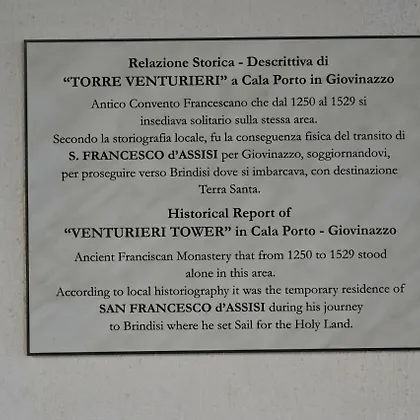 Relazione Storica - Descrittiva di
“TORRE VENTURIERI” a Cala Porto in Giovinazzo
Antico Convento Francescano che dal 1250 al 1529 si
insediava solitario sulla stessa area.
Secondo la storiografia locale, fu la conseguenza fisica del transito di
S. FRANCESCO d’ASSISI per Giovinazzo, soggiornandovi,
per proseguire verso Brindisi dove si imbarcava, con destinazione
Terra Santa.
Historical Report of
“VENTURIERI TOWER” in Cala Porto - Giovinazzo
Ancient Franciscan Monastery that from 1250 to 1529 stood
alone in this area.
According to local historiography it was the temporary residence of
SAN FRANCESCO d’ASSISI during his journey
to Brindisi where he set Sail for the Holy Land.